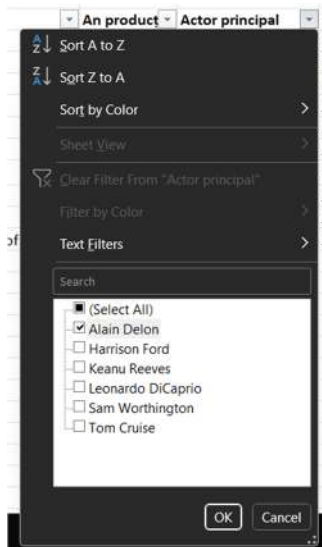 An product Actor principal
Sort A to Z
Sort Z to A
Sort by Color
Sheet View
Clear Filter From "Actor principal"
Filter by Color
of
Text Filters
Search
(Select All)
Alain Delon
Harrison Ford
Keanu Reeves
Leonardo DiCaprio
Sam Worthington
Tom Cruise
OK Cancel